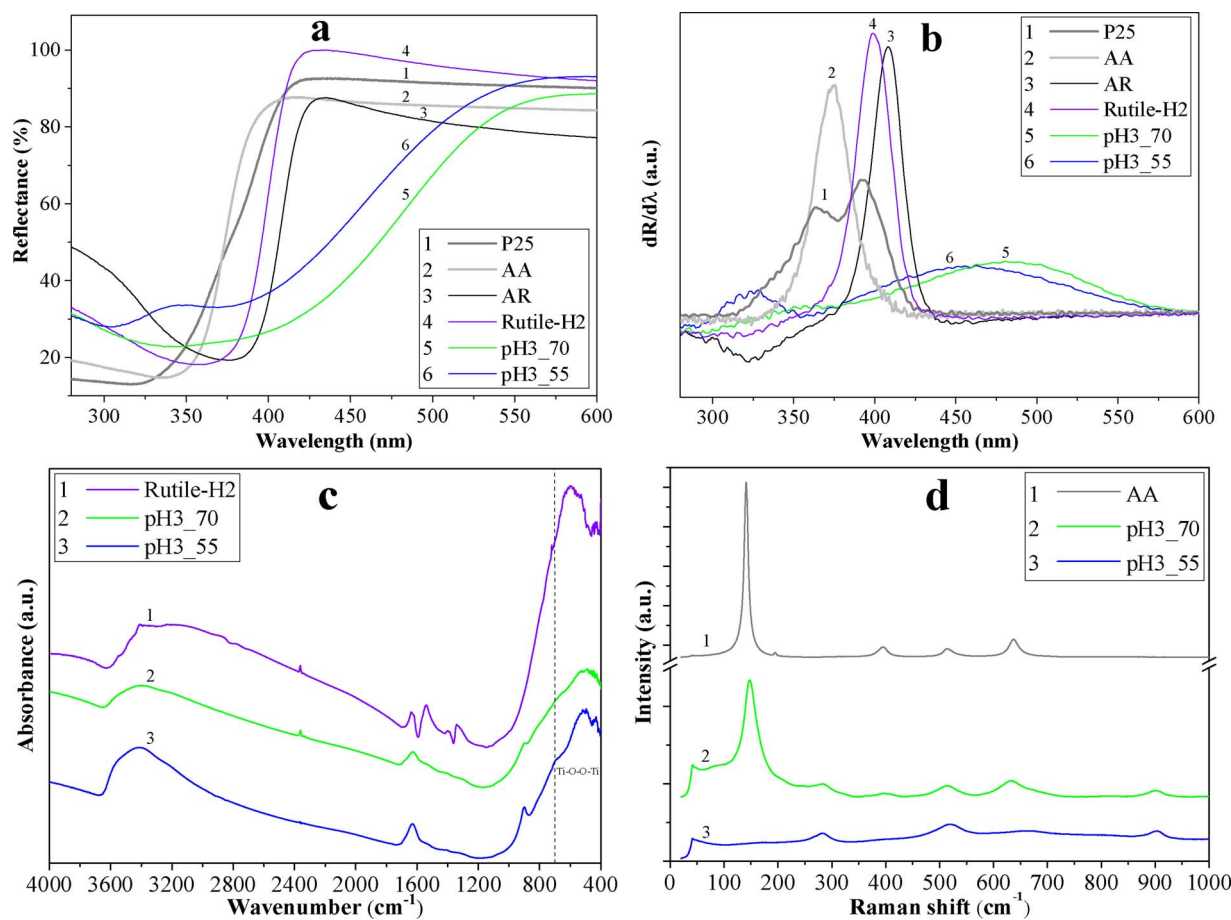 a
Reflectance (%)
100
80
60
40
20
4
1
2
3
6
5
1 P25
2 AA
3 AR
4 Rutile-H2
5 pH3_70
6 pH3_55
300 350 400 450 500 550 600
Wavelength (nm)
b
dR/dλ (a.u.)
4
3
2
1
6
5
1 P25
2 AA
3 AR
4 Rutile-H2
5 pH3_70
6 pH3_55
300 350 400 450 500 550 600
Wavelength (nm)
c
Absorbance (a.u.)
1 Rutile-H2
2 pH3_70
3 pH3_55
1
2
3
Ti-O-O-Ti
4000 3600 3200 2800 2400 2000 1600 1200 800 400
Wavenumber (cm⁻¹)
d
Intensity (a.u.)
1 AA
2 pH3_70
3 pH3_55
1
2
3
0 100 200 300 400 500 600 700 800 900 1000
Raman shift (cm⁻¹)